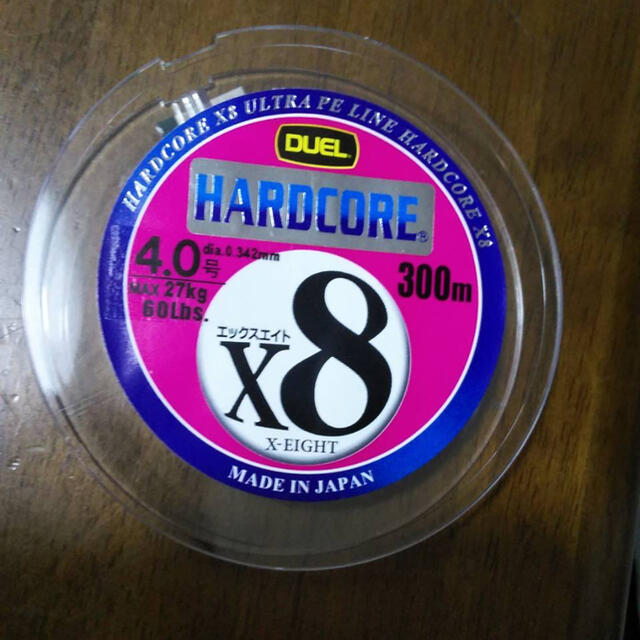 HARDCORE X8 ULTRA PE LINE HARDCORE X8
DUEL
HARDCORE®
4.0号 dia.0.342mm
MAX 27kg
60Lbs.
300m
エックスエイト
X8
X-EIGHT
MADE IN JAPAN